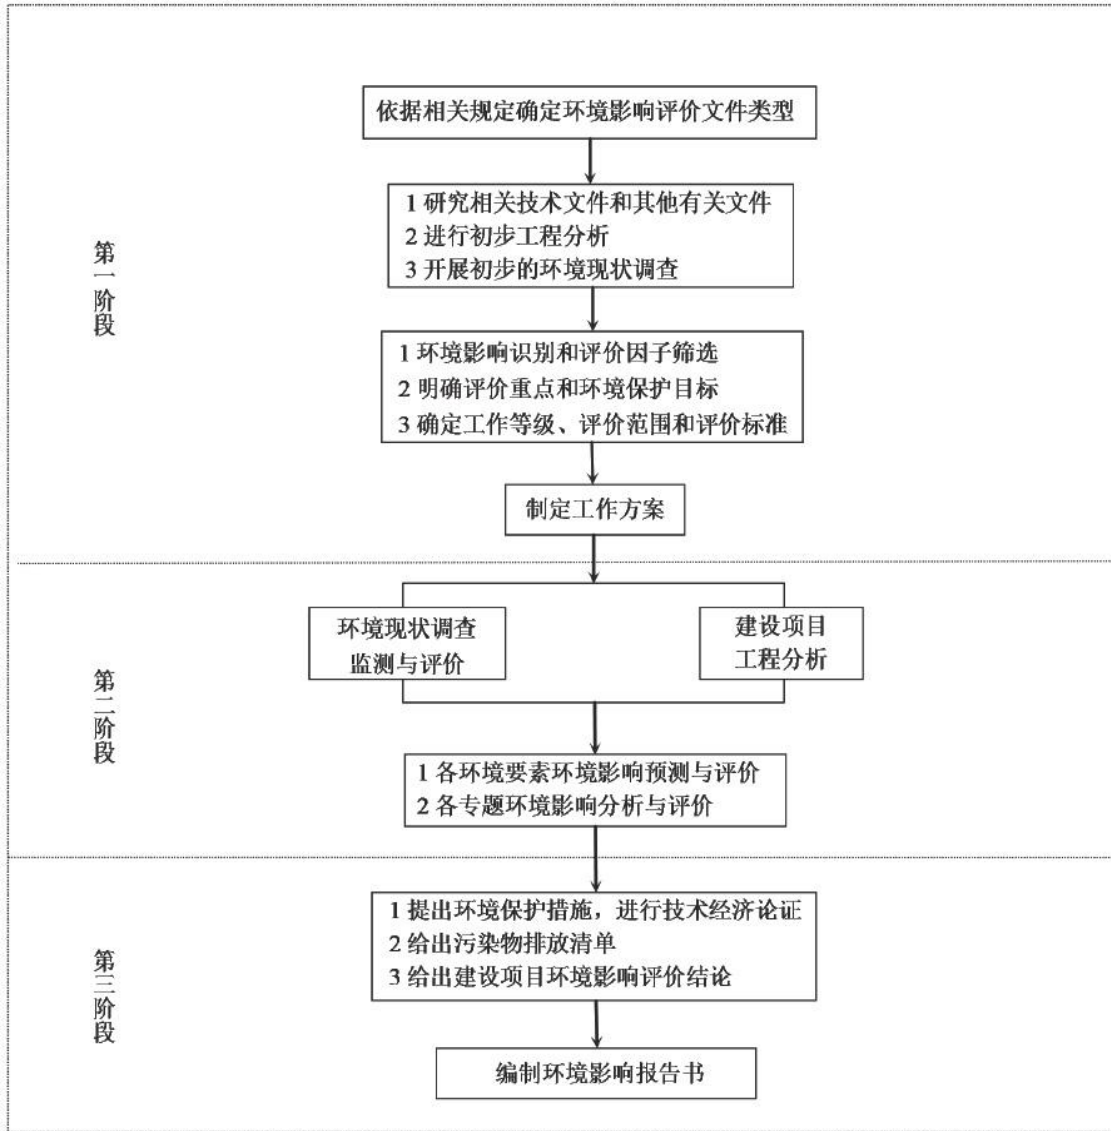 依据相关规定确定环境影响评价文件类型
1 研究相关技术文件和其他有关文件
2 进行初步工程分析
3 开展初步的环境现状调查
第一阶段
1 环境影响识别和评价因子筛选
2 明确评价重点和环境保护目标
3 确定工作等级、评价范围和评价标准
制定工作方案
环境现状调查
监测与评价
建设项目
工程分析
第二阶段
1 各环境要素环境影响预测与评价
2 各专题环境影响分析与评价
1 提出环境保护措施，进行技术经济论证
2 给出污染物排放清单
3 给出建设项目环境影响评价结论
第三阶段
编制环境影响报告书